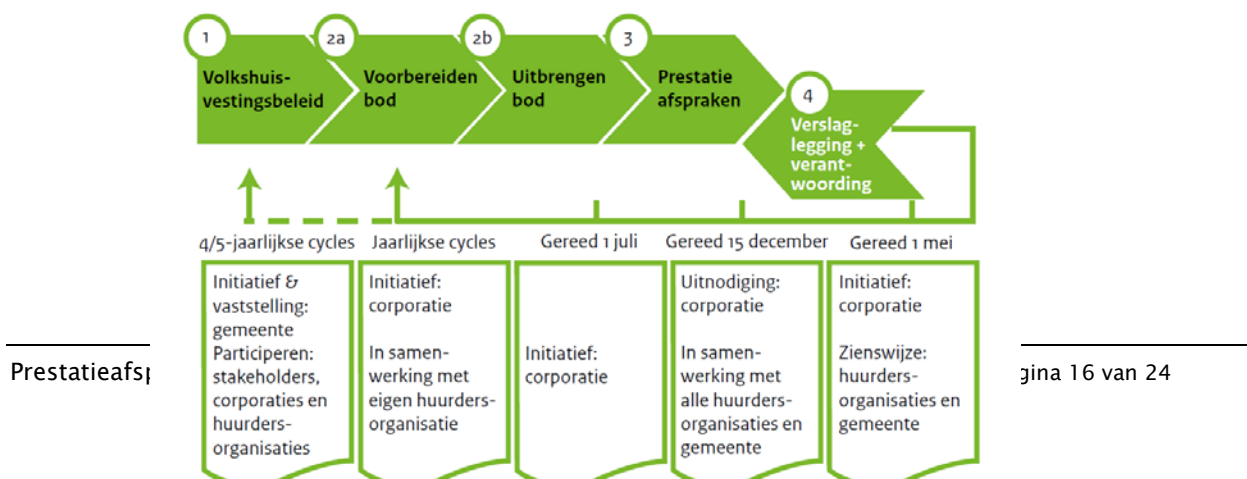 1
2a
2b
3
4
Volkshuis-
vestingsbeleid
Voorbereiden
bod
Uitbrengen
bod
Prestatie
afspraken
Verslag-
legging +
verant-
woording
4/5-jaarlijkse cycles
Jaarlijkse cycles
Gereed 1 juli
Gereed 15 december
Gereed 1 mei
Initiatief &
vaststelling:
gemeente
Participeren:
stakeholders,
corporaties en
huurders-
organisaties
Initiatief:
corporatie
In samen-
werking met
eigen huurders-
organisatie
Initiatief:
corporatie
Uitnodiging:
corporatie
In samen-
werking met
alle huurders-
organisaties en
gemeente
Initiatief:
corporatie
Zienswijze:
huurders-
organisaties en
gemeente
gina 16 van 24